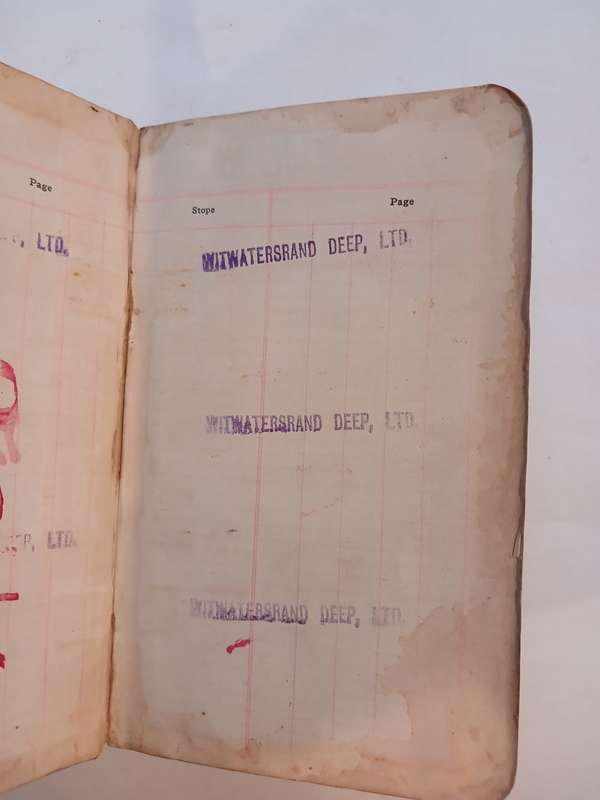 Page
LTD.
P, LTD.
Stope Page
WITWATERSRAND DEEP, LTD.
WITWATERSRAND DEEP, LTD.
WITWATERSRAND DEEP, LTD.